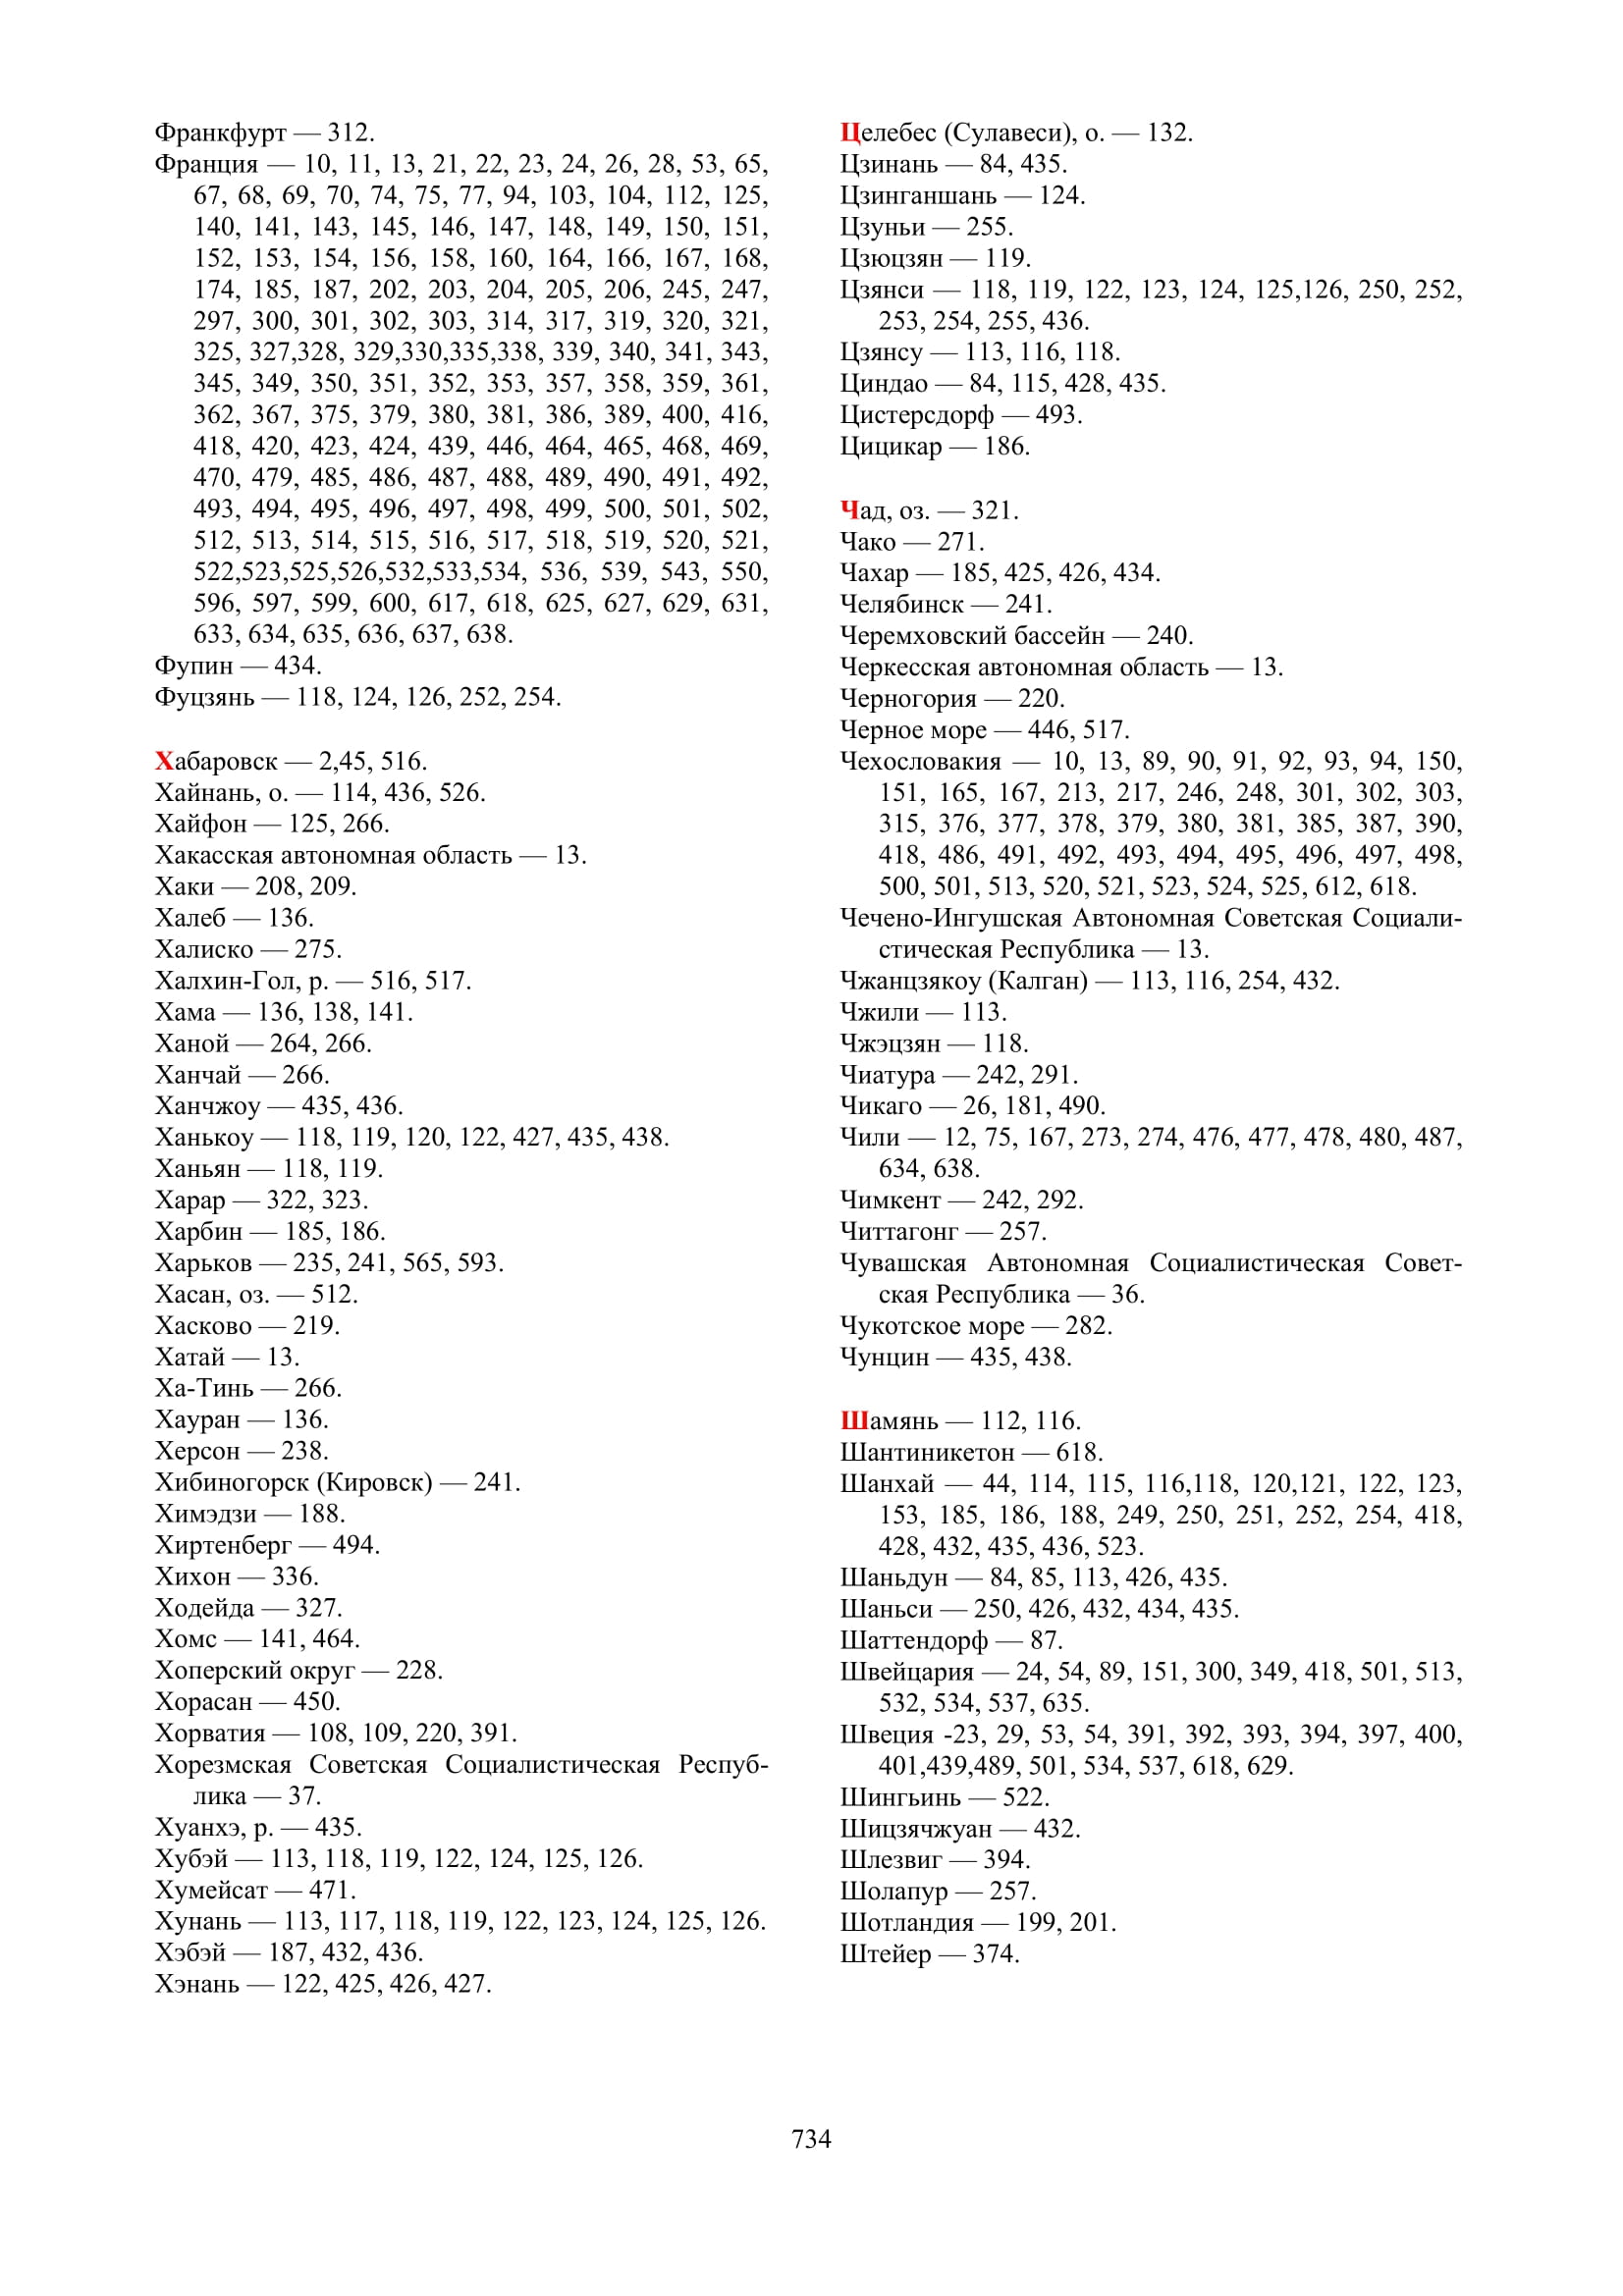 Франкфурт — 312.
Франция — 10, 11, 13, 21, 22, 23, 24, 26, 28, 53, 65,
67, 68, 69, 70, 74, 75, 77, 94, 103, 104, 112, 125,
140, 141, 143, 145, 146, 147, 148, 149, 150, 151,
152, 153, 154, 156, 158, 160, 164, 166, 167, 168,
174, 185, 187, 202, 203, 204, 205, 206, 245, 247,
297, 300, 301, 302, 303, 314, 317, 319, 320, 321,
325, 327,328, 329,330,335,338, 339, 340, 341, 343,
345, 349, 350, 351, 352, 353, 357, 358, 359, 361,
362, 367, 375, 379, 380, 381, 386, 389, 400, 416,
418, 420, 423, 424, 439, 446, 464, 465, 468, 469,
470, 479, 485, 486, 487, 488, 489, 490, 491, 492,
493, 494, 495, 496, 497, 498, 499, 500, 501, 502,
512, 513, 514, 515, 516, 517, 518, 519, 520, 521,
522,523,525,526,532,533,534, 536, 539, 543, 550,
596, 597, 599, 600, 617, 618, 625, 627, 629, 631,
633, 634, 635, 636, 637, 638.
Фупин — 434.
Фуцзянь — 118, 124, 126, 252, 254.
Хабаровск — 2,45, 516.
Хайнань, о. — 114, 436, 526.
Хайфон — 125, 266.
Хакасская автономная область — 13.
Хаки — 208, 209.
Халеб — 136.
Халиско — 275.
Халхин-Гол, р. — 516, 517.
Хама — 136, 138, 141.
Ханой — 264, 266.
Ханчай — 266.
Ханчжоу — 435, 436.
Ханькоу — 118, 119, 120, 122, 427, 435, 438.
Ханьян — 118, 119.
Харар — 322, 323.
Харбин — 185, 186.
Харьков — 235, 241, 565, 593.
Хасан, оз. — 512.
Хасково — 219.
Хатай — 13.
Ха-Тинь — 266.
Хауран — 136.
Херсон — 238.
Хибиногорск (Кировск) — 241.
Химэдзи — 188.
Хиртенберг — 494.
Хихон — 336.
Ходейда — 327.
Хомс — 141, 464.
Хоперский округ — 228.
Хорасан — 450.
Хорватия — 108, 109, 220, 391.
Хорезмская Советская Социалистическая Респуб-
лика — 37.
Хуанхэ, р. — 435.
Хубэй — 113, 118, 119, 122, 124, 125, 126.
Хумейсат — 471.
Хунань — 113, 117, 118, 119, 122, 123, 124, 125, 126.
Хэбэй — 187, 432, 436.
Хэнань — 122, 425, 426, 427.
Целебес (Сулавеси), о. — 132.
Цзинань — 84, 435.
Цзинганшань — 124.
Цзуньи — 255.
Цзюцзян — 119.
Цзянси — 118, 119, 122, 123, 124, 125,126, 250, 252,
253, 254, 255, 436.
Цзянсу — 113, 116, 118.
Циндао — 84, 115, 428, 435.
Цистерсдорф — 493.
Цицикар — 186.
Чад, оз. — 321.
Чако — 271.
Чахар — 185, 425, 426, 434.
Челябинск — 241.
Черемховский бассейн — 240.
Черкесская автономная область — 13.
Черногория — 220.
Черное море — 446, 517.
Чехословакия — 10, 13, 89, 90, 91, 92, 93, 94, 150,
151, 165, 167, 213, 217, 246, 248, 301, 302, 303,
315, 376, 377, 378, 379, 380, 381, 385, 387, 390,
418, 486, 491, 492, 493, 494, 495, 496, 497, 498,
500, 501, 513, 520, 521, 523, 524, 525, 612, 618.
Чечено-Ингушская Автономная Советская Социали-
стическая Республика — 13.
Чжанцзякоу (Калган) — 113, 116, 254, 432.
Чжили — 113.
Чжэцзян — 118.
Чиатура — 242, 291.
Чикаго — 26, 181, 490.
Чили — 12, 75, 167, 273, 274, 476, 477, 478, 480, 487,
634, 638.
Чимкент — 242, 292.
Читтагонг — 257.
Чувашская Автономная Социалистическая Совет-
ская Республика — 36.
Чукотское море — 282.
Чунцин — 435, 438.
Шамянь — 112, 116.
Шантиникетон — 618.
Шанхай — 44, 114, 115, 116,118, 120,121, 122, 123,
153, 185, 186, 188, 249, 250, 251, 252, 254, 418,
428, 432, 435, 436, 523.
Шаньдун — 84, 85, 113, 426, 435.
Шаньси — 250, 426, 432, 434, 435.
Шаттендорф — 87.
Швейцария — 24, 54, 89, 151, 300, 349, 418, 501, 513,
532, 534, 537, 635.
Швеция -23, 29, 53, 54, 391, 392, 393, 394, 397, 400,
401,439,489, 501, 534, 537, 618, 629.
Шингьинь — 522.
Шицзячжуан — 432.
Шлезвиг — 394.
Шолапур — 257.
Шотландия — 199, 201.
Штейер — 374.
734